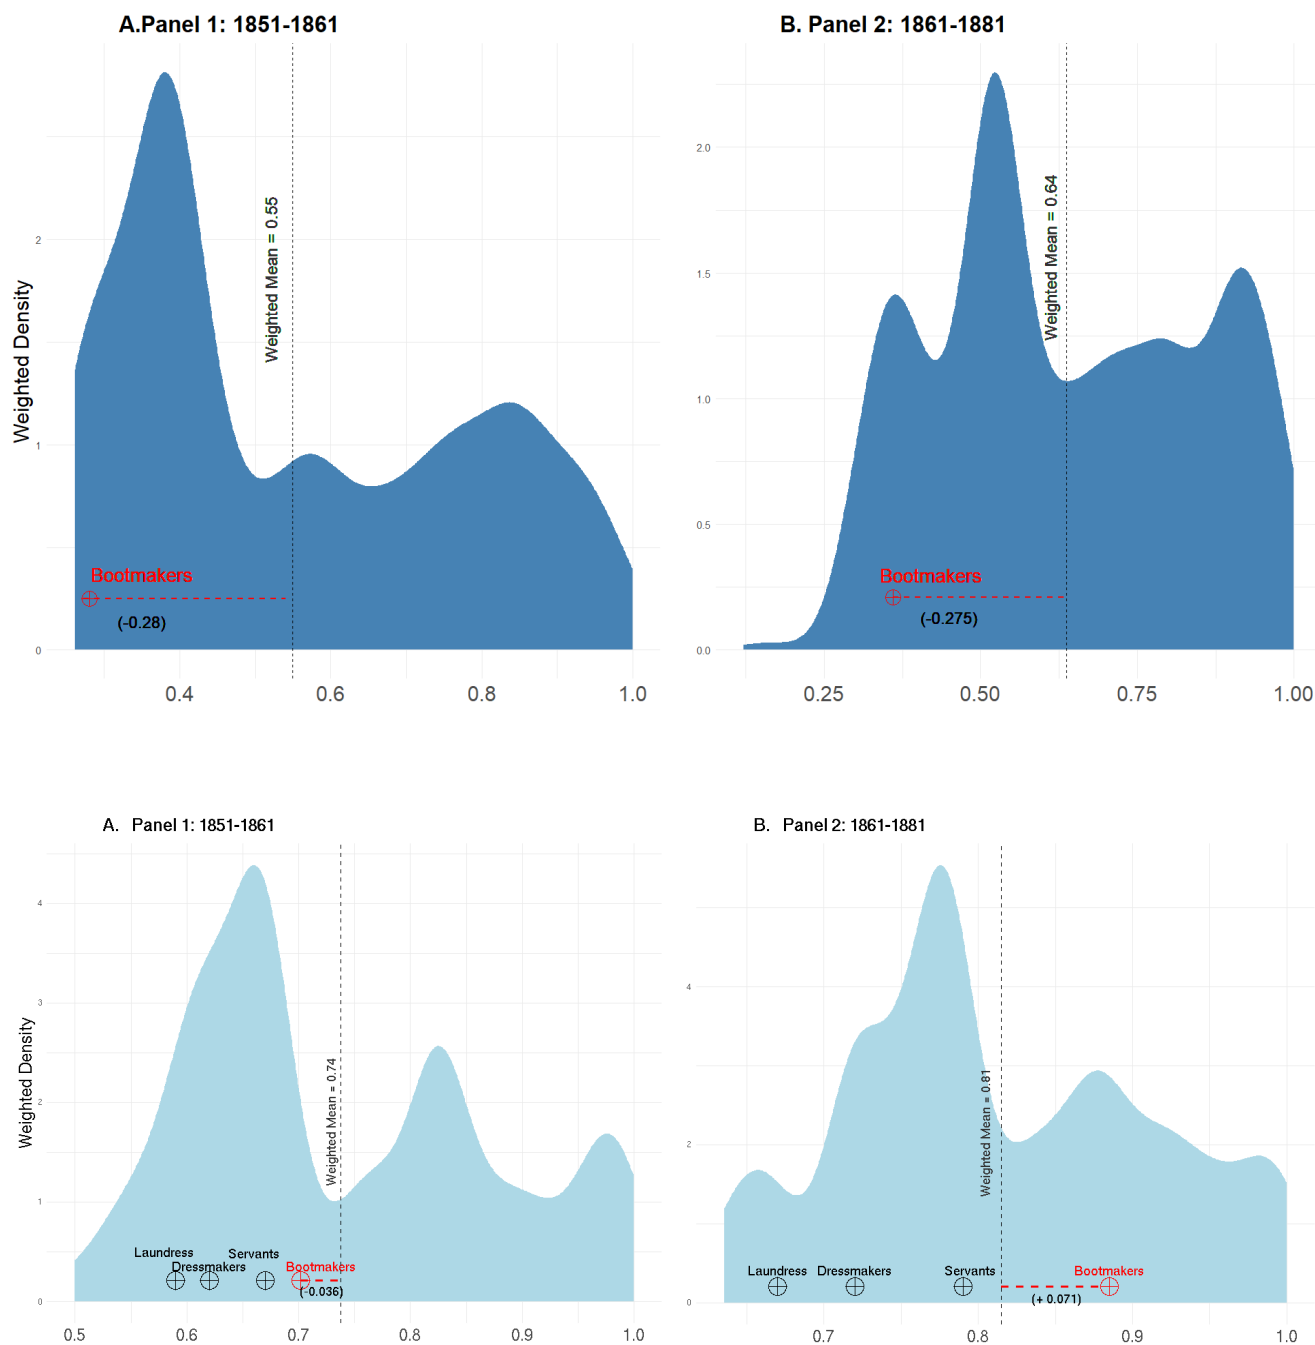 A.Panel 1: 1851-1861
B. Panel 2: 1861-1881
Weighted Density
2
1
0
Weighted Mean = 0.55
Bootmakers
(-0.28)
0.4 0.6 0.8 1.0
2.0
1.5
1.0
0.5
0.0
Weighted Mean = 0.64
Bootmakers
(-0.275)
0.25 0.50 0.75 1.00
A. Panel 1: 1851-1861
B. Panel 2: 1861-1881
Weighted Density
4
3
2
1
0
Weighted Mean = 0.74
Laundress
Servants
Dressmakers
Bootmakers
(-0.036)
0.5 0.6 0.7 0.8 0.9 1.0
4
2
0
Weighted Mean = 0.81
Laundress Dressmakers Servants Bootmakers
(+ 0.071)
0.7 0.8 0.9 1.0